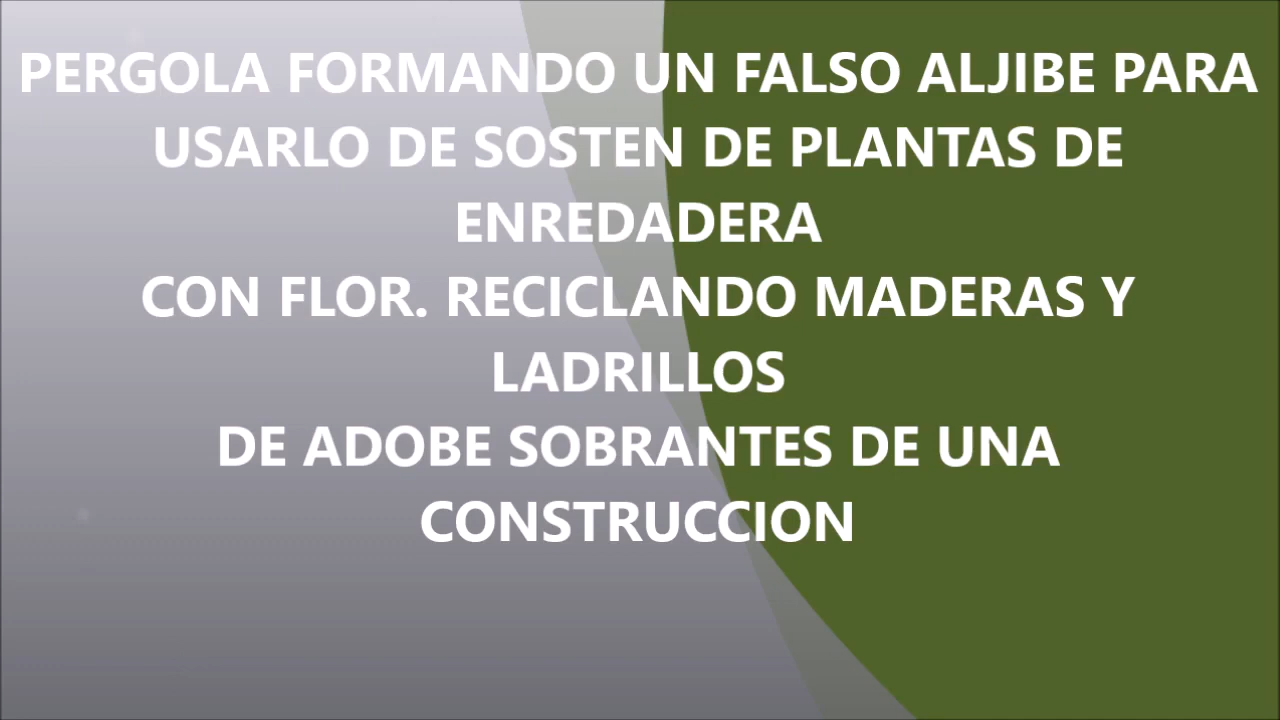 PERGOLA FORMANDO UN FALSO ALJIBE PARA
USARLO DE SOSTEN DE PLANTAS DE
ENREDADERA
CON FLOR. RECICLANDO MADERAS Y
LADRILLOS
DE ADOBE SOBRANTES DE UNA
CONSTRUCCION